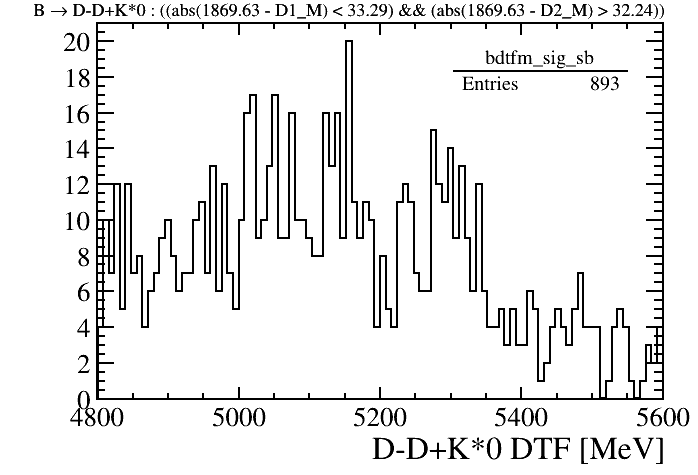 B → D-D+K*0 : ((abs(1869.63 - D1_M) < 33.29) && (abs(1869.63 - D2_M) > 32.24))
bdtfm_sig_sb
Entries 893
20
18
16
14
12
10
8
6
4
2
0
4800 5000 5200 5400 5600
D-D+K*0 DTF [MeV]